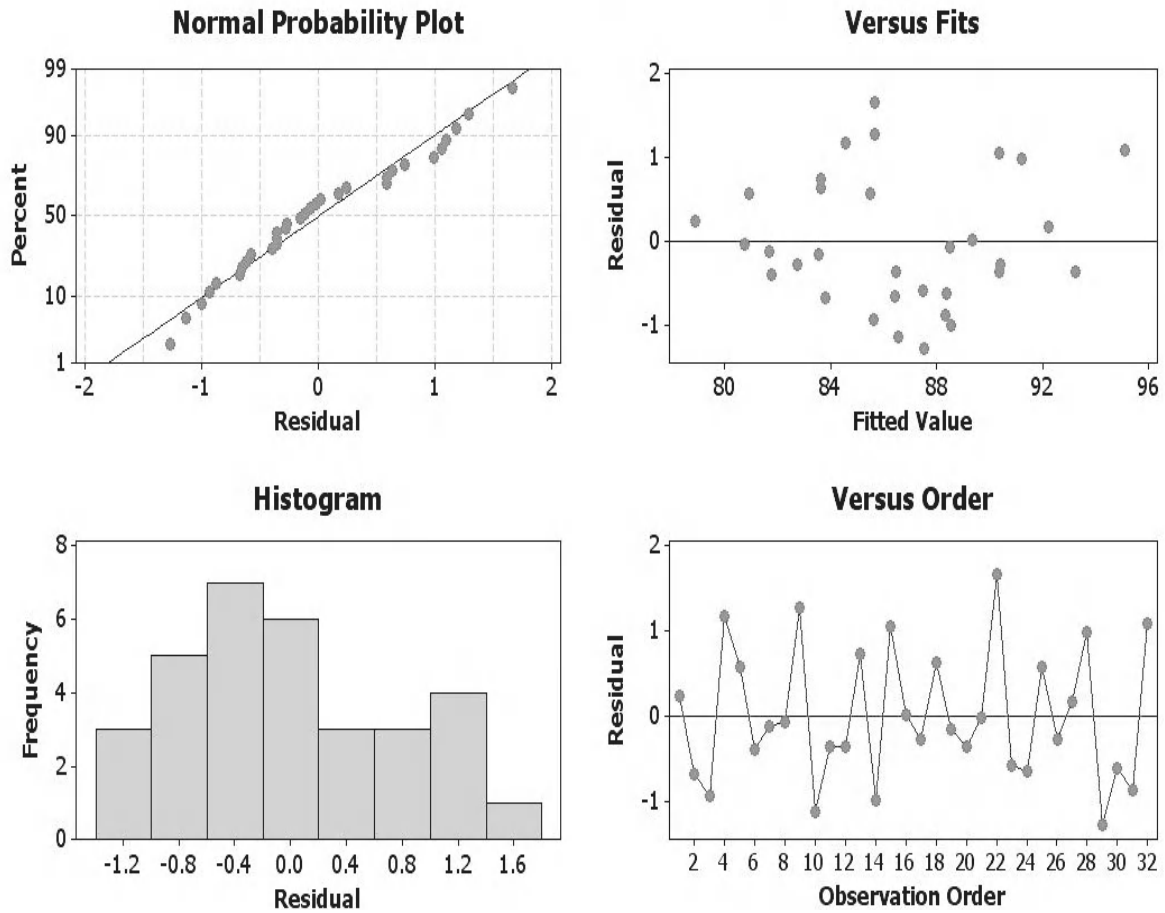 Normal Probability Plot
99
90
50
10
1
Percent
-2 -1 0 1 2
Residual
Versus Fits
2
1
0
-1
Residual
80 84 88 92 96
Fitted Value
Histogram
8
6
4
2
0
Frequency
-1.2 -0.8 -0.4 0.0 0.4 0.8 1.2 1.6
Residual
Versus Order
2
1
0
-1
Residual
2 4 6 8 10 12 14 16 18 20 22 24 26 28 30 32
Observation Order